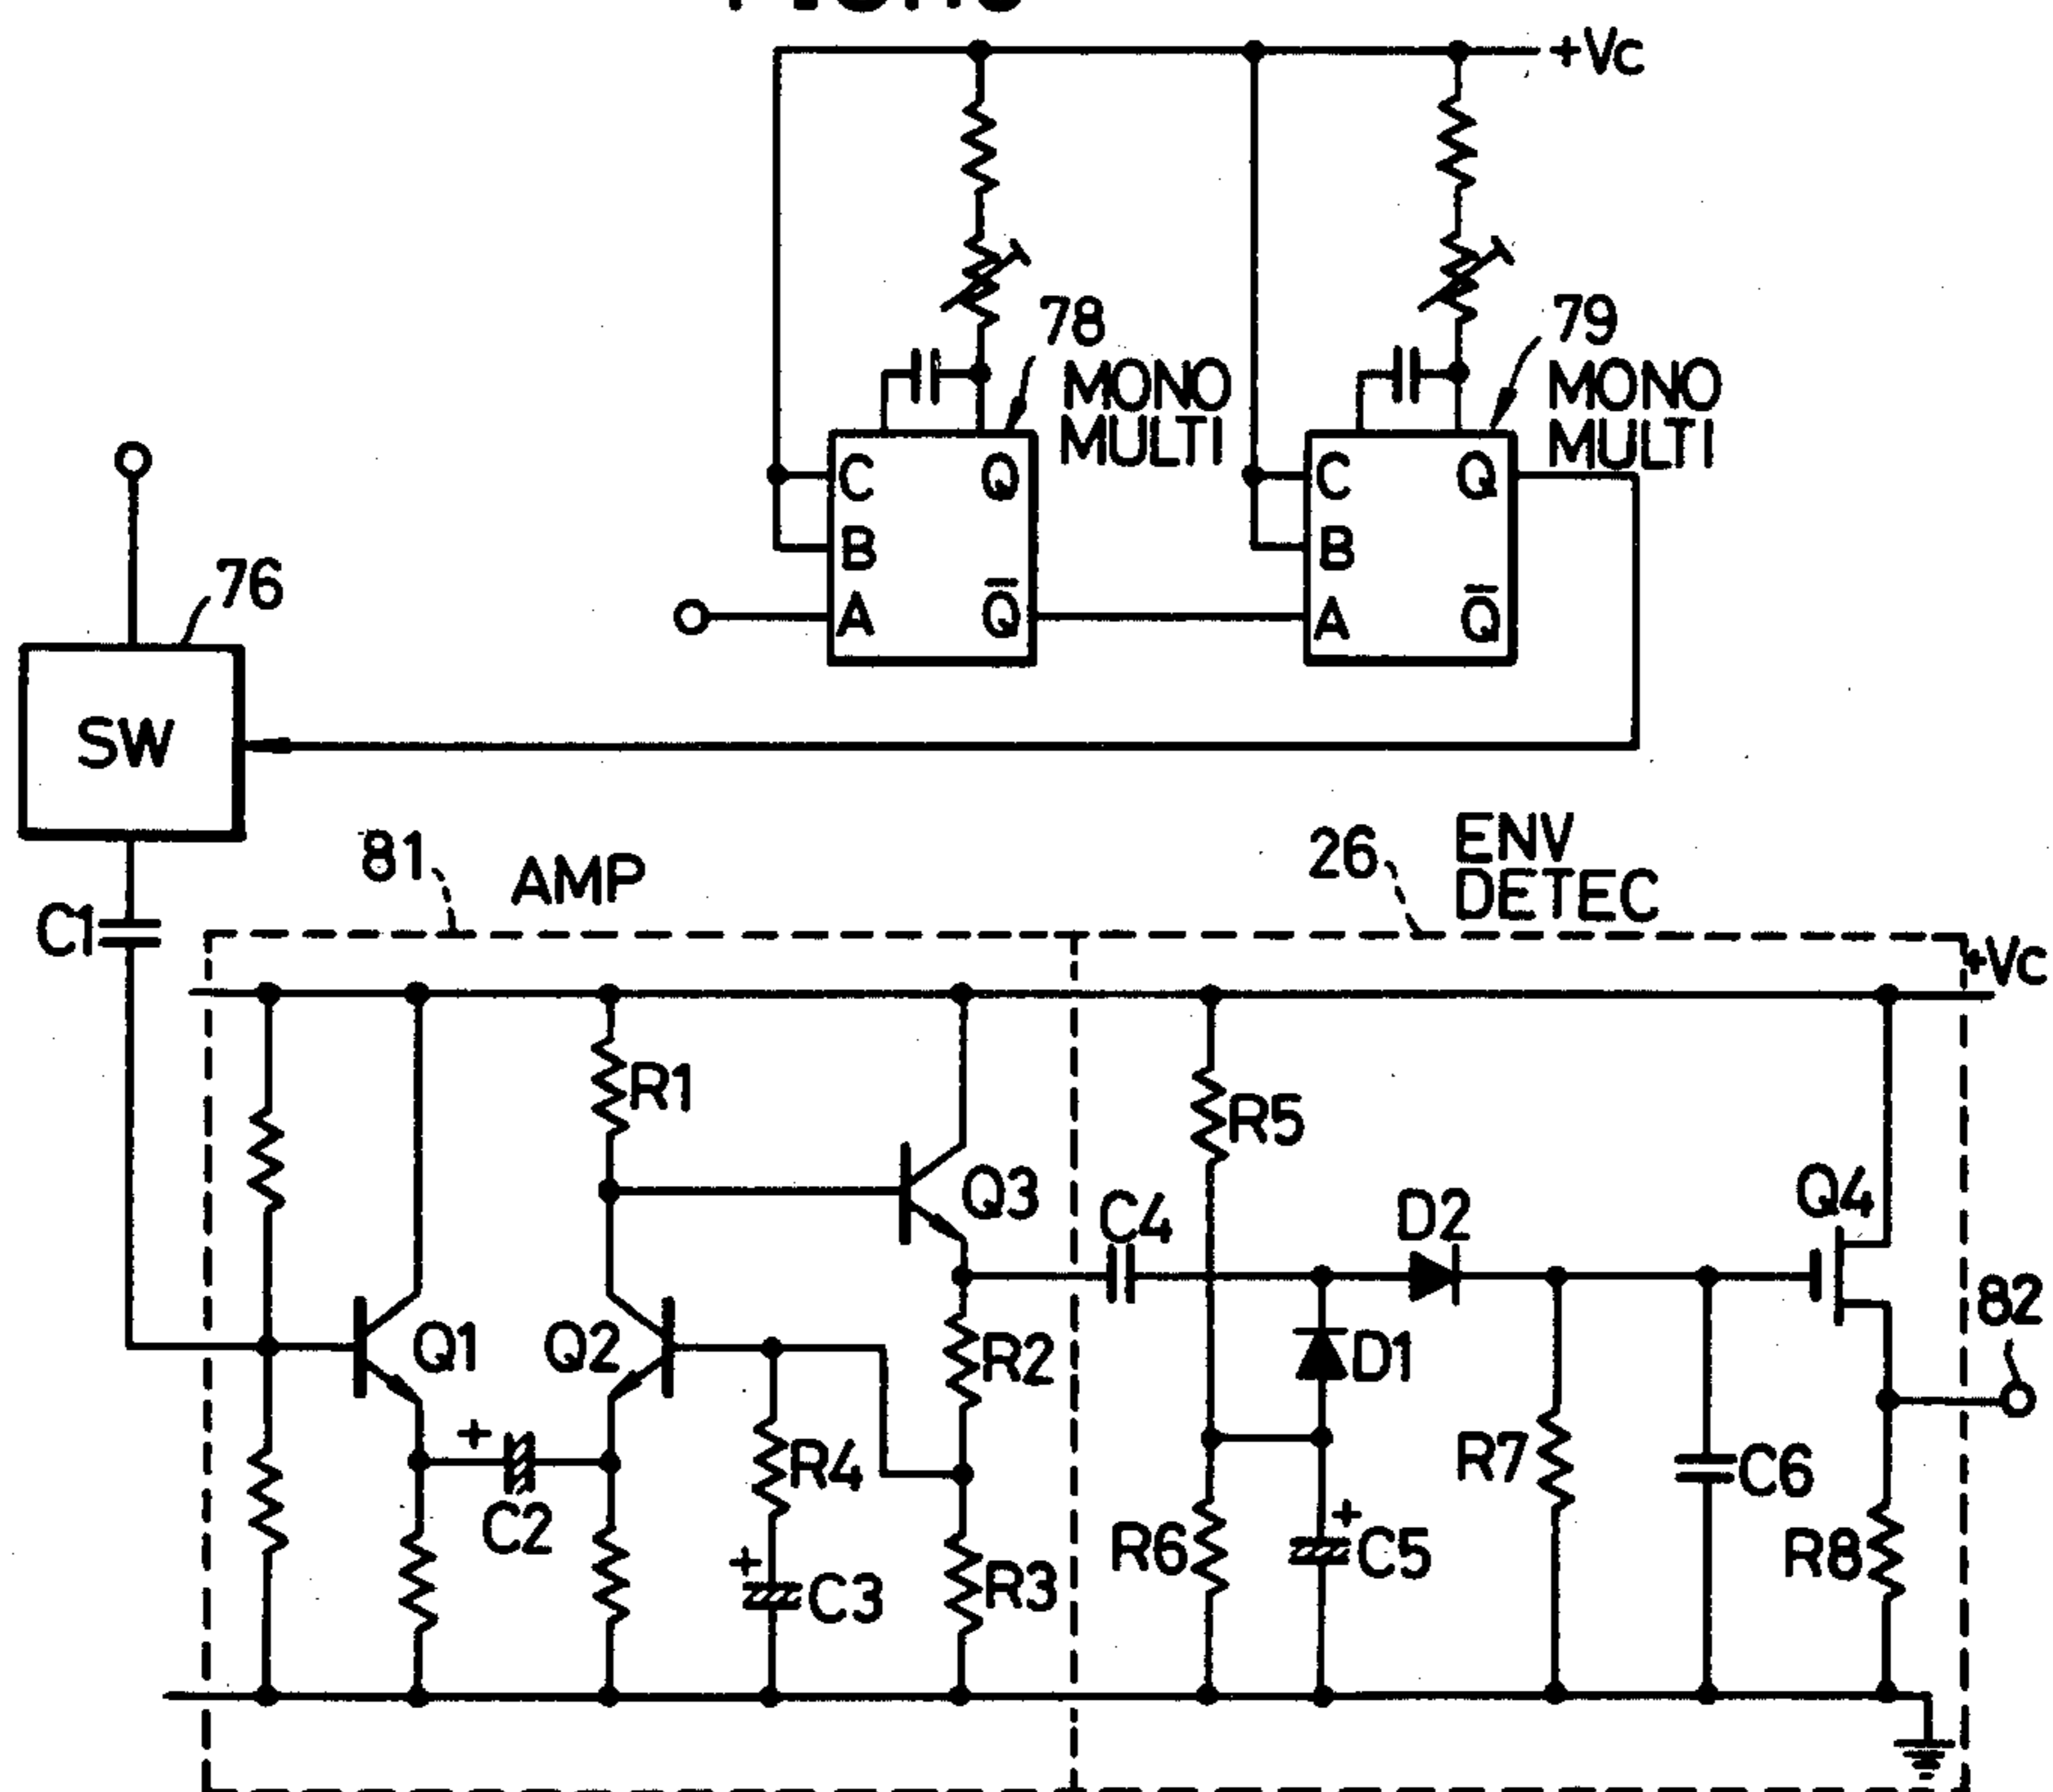 +Vc
78
MONO
MULTI
79
MONO
MULTI
C Q
B
A Q̅
C Q
B
A Q̅
76
SW
81 AMP
26 ENV
DETEC
C1
+Vc
R1
R5
Q3
C4
D2
Q4
82
Q1
Q2
R2
D1
+
C2
R4
R7
C6
+
C3
R3
R6
+
C5
R8